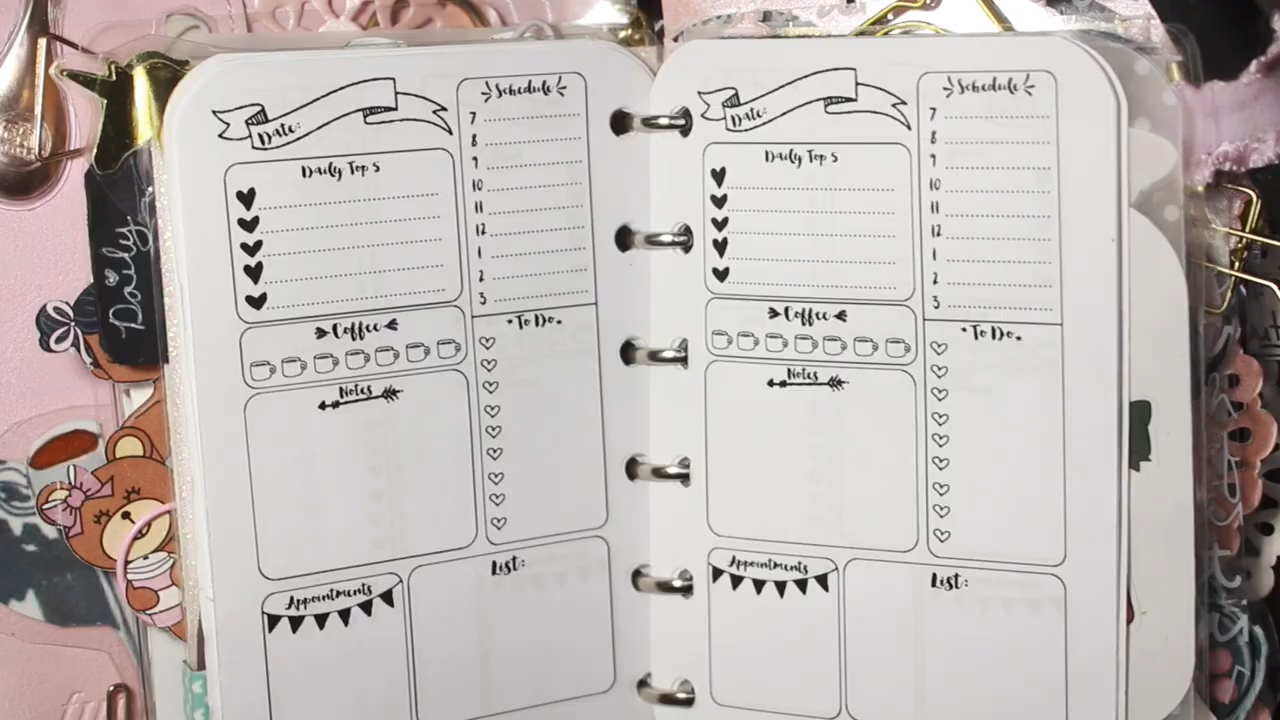 Daily
Date:
Daily Top 5
Coffee
Notes
Appointments
Schedule
7
8
9
10
11
12
1
2
3
To Do
List:
Date:
Daily Top 5
Coffee
Notes
Appointments
Schedule
7
8
9
10
11
12
1
2
3
To Do
List: